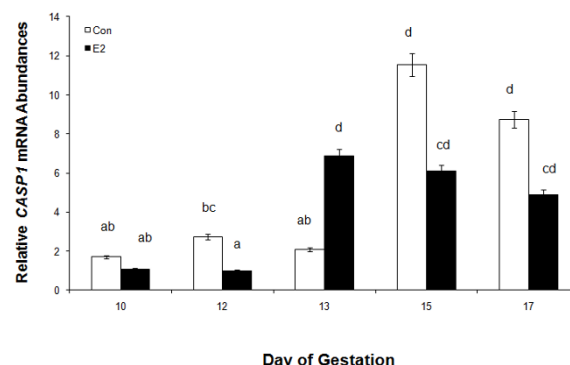 Relative CASP1 mRNA Abundances
14
12
10
8
6
4
2
0
Con
E2
ab
ab
bc
a
ab
d
d
cd
d
cd
10
12
13
15
17
Day of Gestation